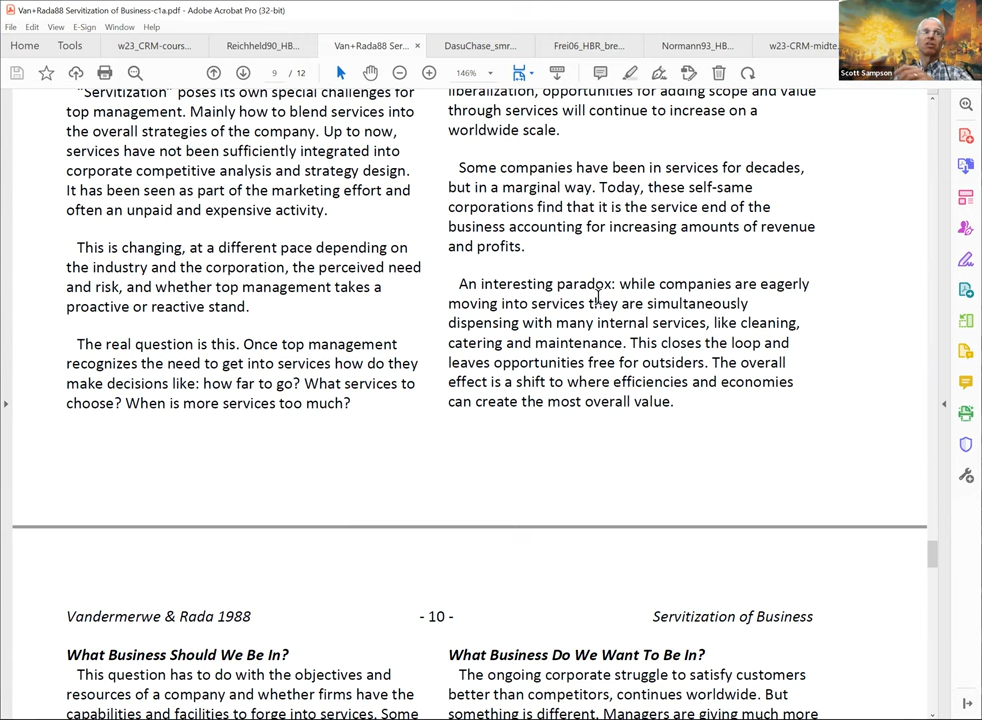 Van+Rada88 Servitization of Business-c1a.pdf - Adobe Acrobat Pro (32-bit)
File Edit View E-Sign Window Help
Home Tools w23_CRM-cours... Reichheld90_HB... Van+Rada88 Ser... × DasuChase_smr... Frei06_HBR_bre... Normann93_HB... w23-CRM-midte...
9 / 12 146%
Scott Sampson
"Servitization" poses its own special challenges for
top management. Mainly how to blend services into
the overall strategies of the company. Up to now,
services have not been sufficiently integrated into
corporate competitive analysis and strategy design.
It has been seen as part of the marketing effort and
often an unpaid and expensive activity.
This is changing, at a different pace depending on
the industry and the corporation, the perceived need
and risk, and whether top management takes a
proactive or reactive stand.
The real question is this. Once top management
recognizes the need to get into services how do they
make decisions like: how far to go? What services to
choose? When is more services too much?
liberalization, opportunities for adding scope and value
through services will continue to increase on a
worldwide scale.
Some companies have been in services for decades,
but in a marginal way. Today, these self-same
corporations find that it is the service end of the
business accounting for increasing amounts of revenue
and profits.
An interesting paradox: while companies are eagerly
moving into services they are simultaneously
dispensing with many internal services, like cleaning,
catering and maintenance. This closes the loop and
leaves opportunities free for outsiders. The overall
effect is a shift to where efficiencies and economies
can create the most overall value.
Vandermerwe & Rada 1988 - 10 - Servitization of Business
What Business Should We Be In?
This question has to do with the objectives and
resources of a company and whether firms have the
capabilities and facilities to forge into services. Some
What Business Do We Want To Be In?
The ongoing corporate struggle to satisfy customers
better than competitors, continues worldwide. But
something is different. Managers are giving much more